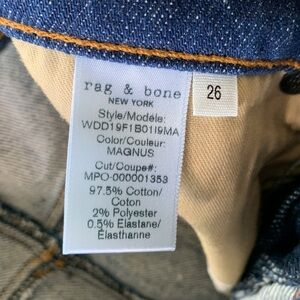 rag & bone
NEW YORK
Style/Modèle:
WDD19F1B0119MA
Color/Couleur:
MAGNUS
Cut/Coupe#:
MPO-000001353
97.5% Cotton/
Coton
2% Polyester
0.5% Elastane/
Elasthanne
26